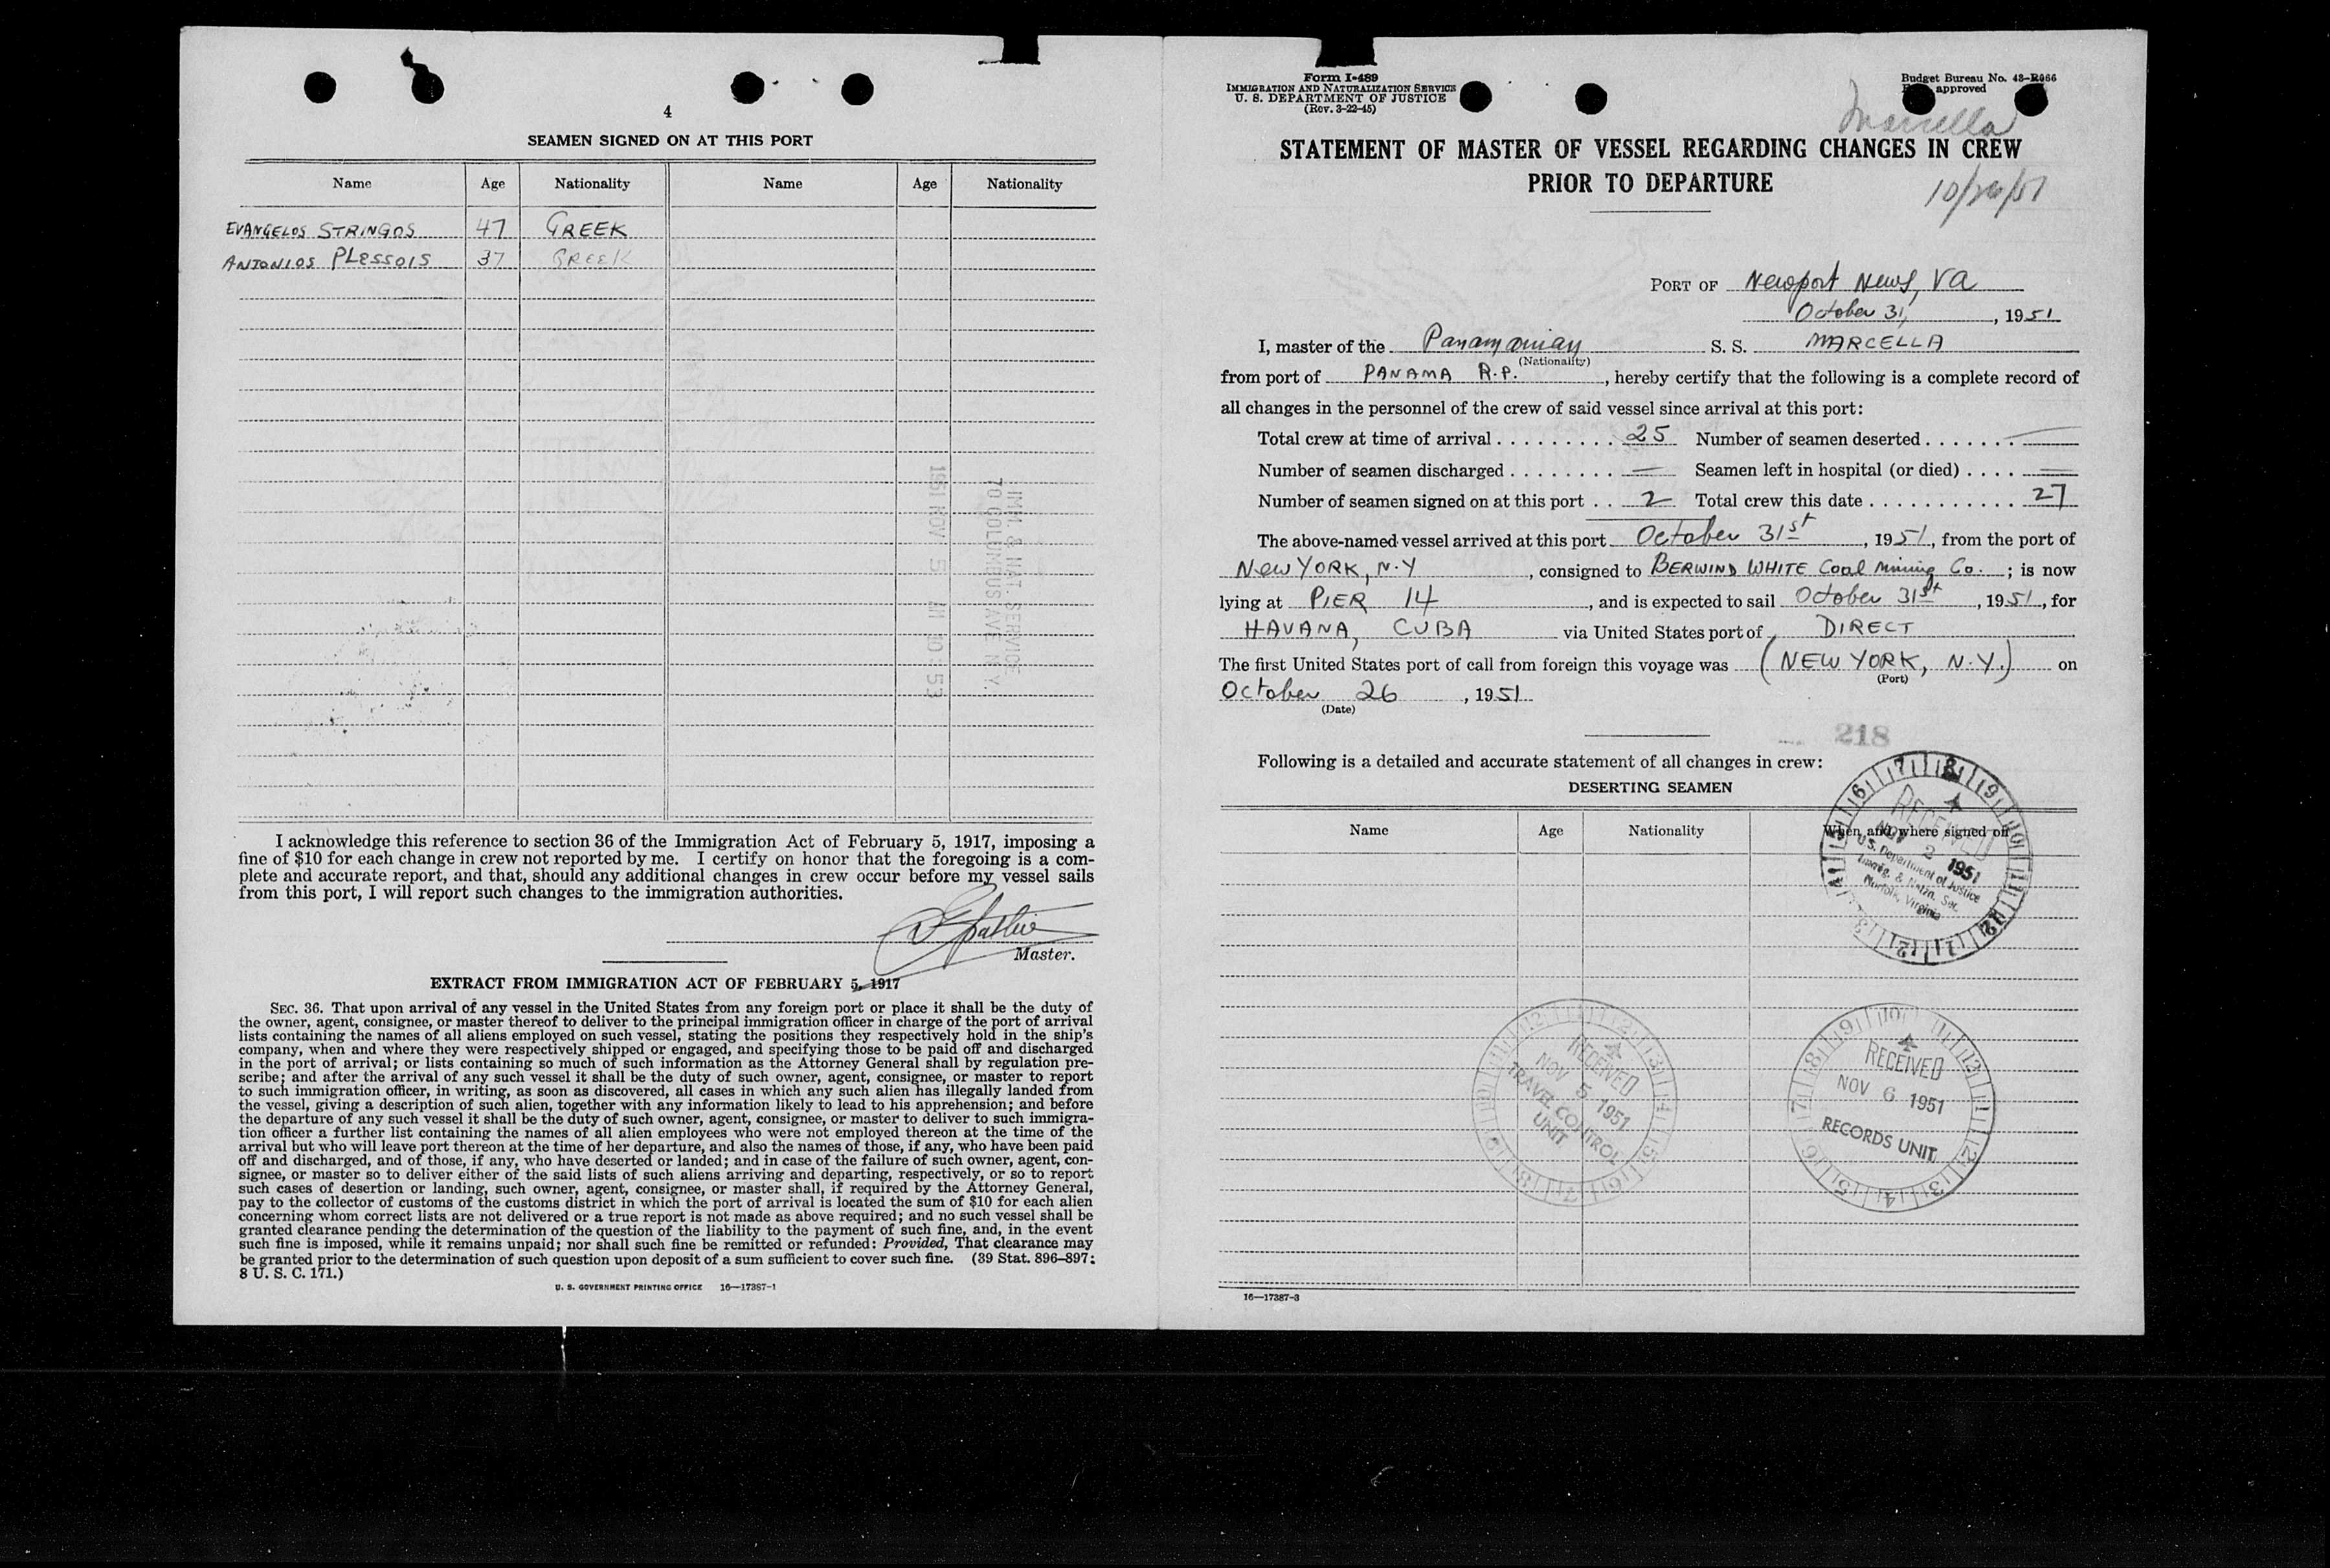 4
SEAMEN SIGNED ON AT THIS PORT
Name Age Nationality Name Age Nationality
EVANGELOS STRINGOS 47 GREEK
ANTONIOS PLESSOIS 37 GREEK
IMM. & NAT. SERVICE
70 COLUMBUS AVE N.Y.
1951 NOV 5 10:53
I acknowledge this reference to section 36 of the Immigration Act of February 5, 1917, imposing a
fine of $10 for each change in crew not reported by me. I certify on honor that the foregoing is a com-
plete and accurate report, and that, should any additional changes in crew occur before my vessel sails
from this port, I will report such changes to the immigration authorities.
Master.
EXTRACT FROM IMMIGRATION ACT OF FEBRUARY 5, 1917
SEC. 36. That upon arrival of any vessel in the United States from any foreign port or place it shall be the duty of
the owner, agent, consignee, or master thereof to deliver to the principal immigration officer in charge of the port of arrival
lists containing the names of all aliens employed on such vessel, stating the positions they respectively hold in the ship's
company, when and where they were respectively shipped or engaged, and specifying those to be paid off and discharged
in the port of arrival; or lists containing so much of such information as the Attorney General shall by regulation pre-
scribe; and after the arrival of any such vessel it shall be the duty of such owner, agent, consignee, or master to report
to such immigration officer, in writing, as soon as discovered, all cases in which any such alien has illegally landed from
the vessel, giving a description of such alien, together with any information likely to lead to his apprehension; and before
the departure of any such vessel it shall be the duty of such owner, agent, consignee, or master to deliver to such immigra-
tion officer a further list containing the names of all alien employees who were not employed thereon at the time of the
arrival but who will leave port thereon at the time of her departure, and also the names of those, if any, who have been paid
off and discharged, and of those, if any, who have deserted or landed; and in case of the failure of such owner, agent, con-
signee, or master so to deliver either of the said lists of such aliens arriving and departing, respectively, or so to report
such cases of desertion or landing, such owner, agent, consignee, or master shall, if required by the Attorney General,
pay to the collector of customs of the customs district in which the port of arrival is located the sum of $10 for each alien
concerning whom correct lists are not delivered or a true report is not made as above required; and no such vessel shall be
granted clearance pending the determination of the question of the liability to the payment of such fine, and, in the event
such fine is imposed, while it remains unpaid; nor shall such fine be remitted or refunded: Provided, That clearance may
be granted prior to the determination of such question upon deposit of a sum sufficient to cover such fine. (39 Stat. 896–897;
8 U. S. C. 171.)
U. S. GOVERNMENT PRINTING OFFICE 16—17387-1
Form I-489
IMMIGRATION AND NATURALIZATION SERVICE
U. S. DEPARTMENT OF JUSTICE
(Rev. 3-22-45)
Budget Bureau No. 43-R066
approved
Marcella
STATEMENT OF MASTER OF VESSEL REGARDING CHANGES IN CREW
PRIOR TO DEPARTURE
PORT OF Newport News, VA
October 31, , 1951
I, master of the Panamanian S. S. MARCELLA
(Nationality)
from port of PANAMA R.P. , hereby certify that the following is a complete record of
all changes in the personnel of the crew of said vessel since arrival at this port:
Total crew at time of arrival . . . . . . . . . 25 Number of seamen deserted . . . . . . . —
Number of seamen discharged . . . . . . . . — Seamen left in hospital (or died) . . . . —
Number of seamen signed on at this port . . 2 Total crew this date . . . . . . . . . . . . 27
The above-named vessel arrived at this port October 31st , 1951, from the port of
New YORK, N.Y , consigned to BERWIND WHITE Coal Mining Co. ; is now
lying at PIER 14 , and is expected to sail October 31st , 1951, for
HAVANA, CUBA via United States port of DIRECT
The first United States port of call from foreign this voyage was (NEW YORK, N.Y.) on
(Port)
October 26 , 1951
(Date)
218
Following is a detailed and accurate statement of all changes in crew:
DESERTING SEAMEN
Name Age Nationality When and where signed on
RECEIVED
NOV 2 1951
U.S. Department of Justice
Immig. & Natzn. Ser.
Norfolk, Virginia
RECEIVED
NOV 5 1951
TRAVEL CONTROL
UNIT
RECEIVED
NOV 6 1951
RECORDS UNIT
16—17387-3